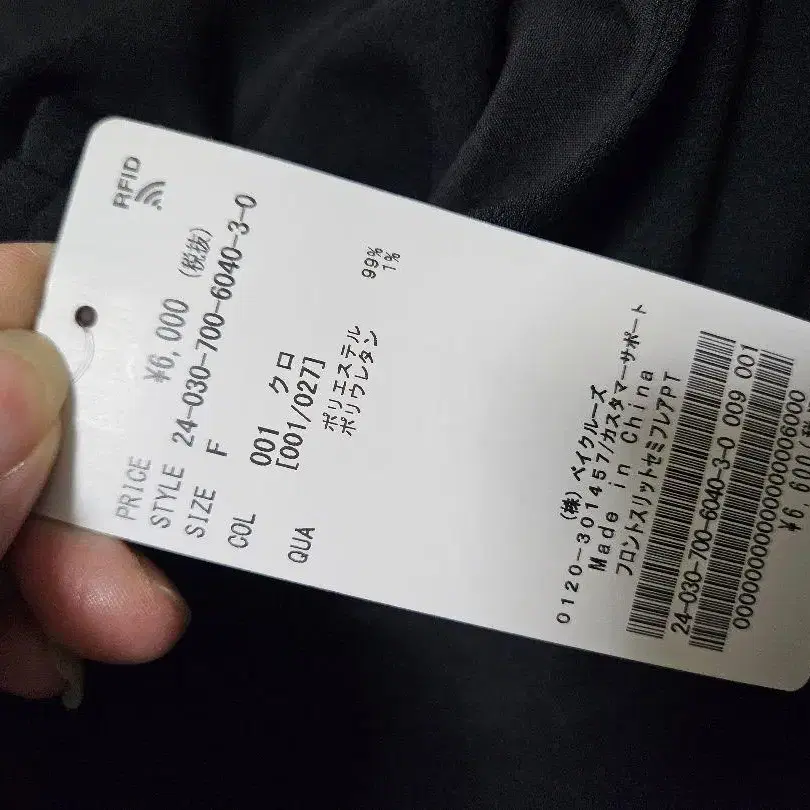 RFID
PRICE ¥6,000 (税抜)
STYLE 24-030-700-6040-3-0
SIZE F
COL 001 クロ
[001/027]
QUA ポリエステル 99%
ポリウレタン 1%
(株)ベイクルーズ
0120-301457/カスタマーサポート
Made in China
フロントスリットセミフレアPT
24-030-700-6040-3-0 009 001
¥6,600